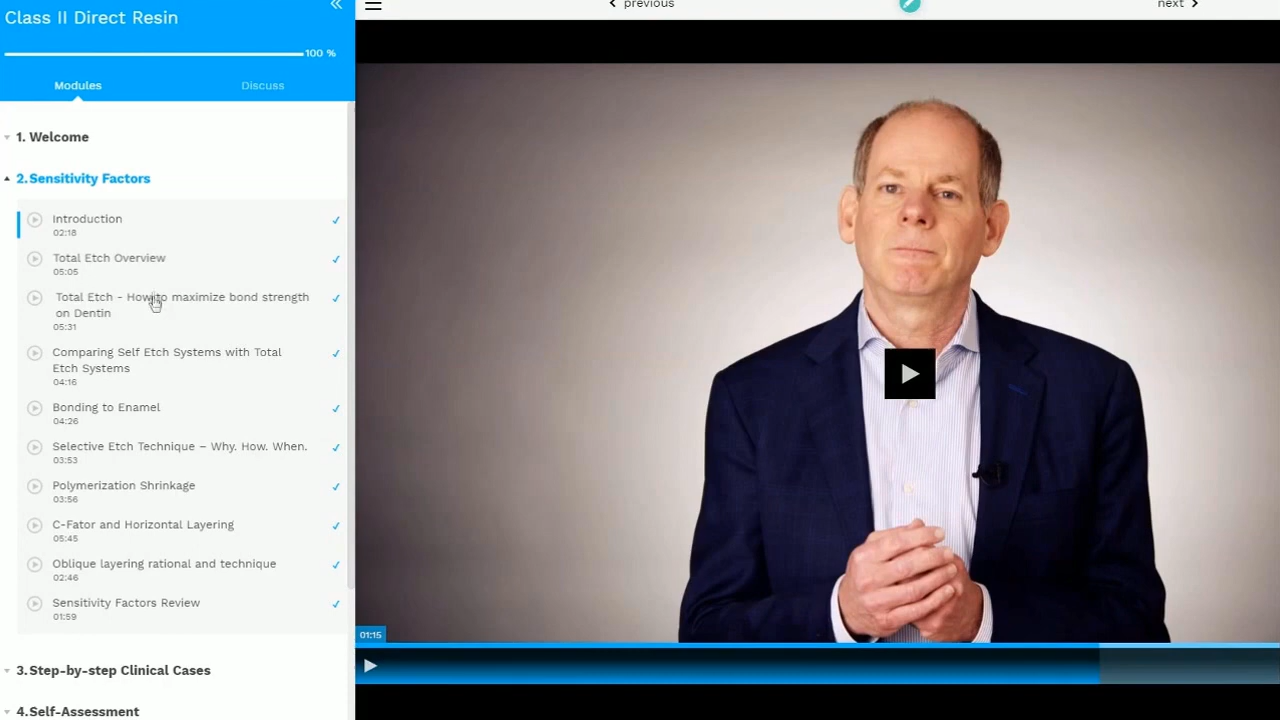 Class II Direct Resin
100 %
Modules
Discuss
previous
next
1. Welcome
2. Sensitivity Factors
Introduction
02:18
Total Etch Overview
05:05
Total Etch - How to maximize bond strength
on Dentin
05:31
Comparing Self Etch Systems with Total
Etch Systems
04:16
Bonding to Enamel
04:26
Selective Etch Technique – Why. How. When.
03:53
Polymerization Shrinkage
03:56
C-Fator and Horizontal Layering
05:45
Oblique layering rational and technique
02:46
Sensitivity Factors Review
01:59
3. Step-by-step Clinical Cases
4. Self-Assessment
01:15